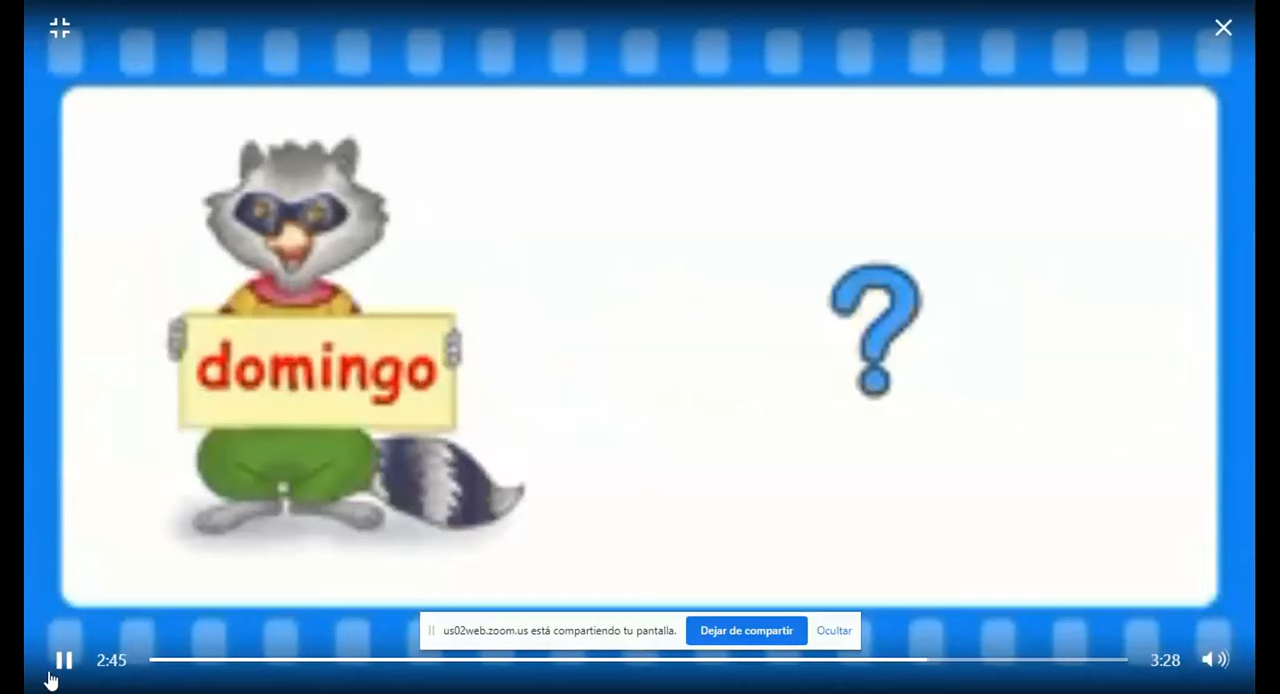 domingo
?
us02web.zoom.us está compartiendo tu pantalla. Dejar de compartir Ocultar
2:45 3:28